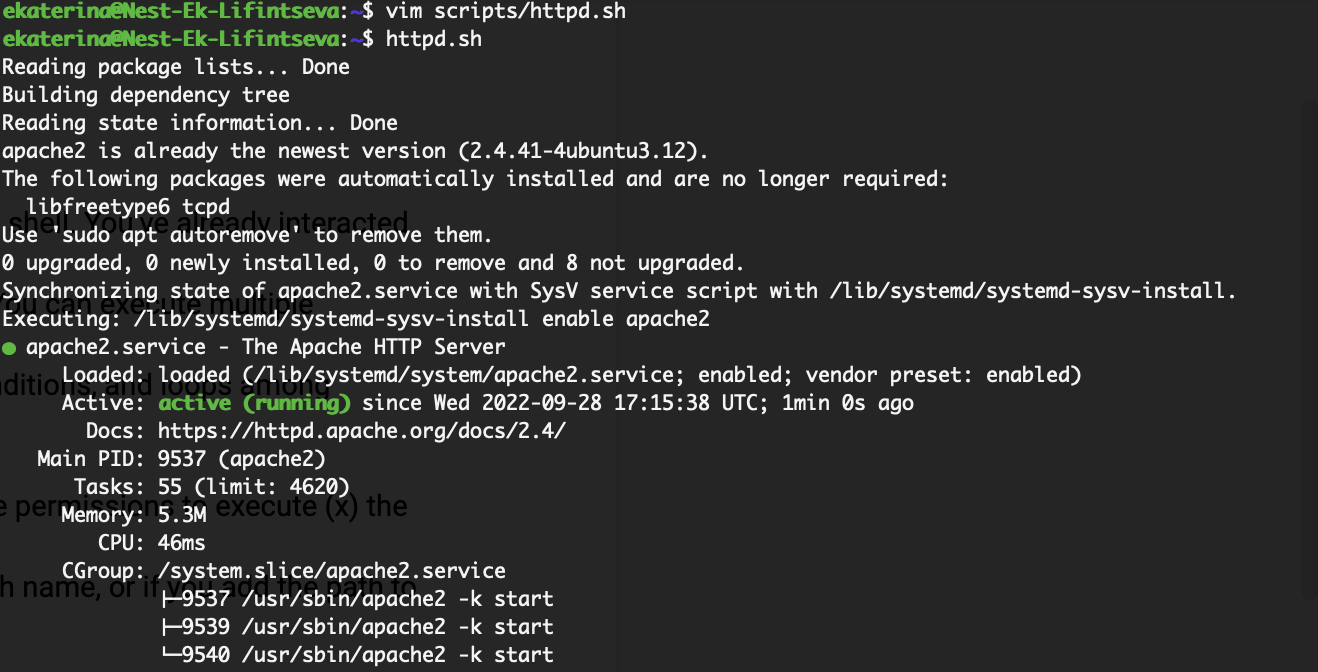 ekaterina@Nest-Ek-Lifintseva:~$ vim scripts/httpd.sh
ekaterina@Nest-Ek-Lifintseva:~$ httpd.sh
Reading package lists... Done
Building dependency tree
Reading state information... Done
apache2 is already the newest version (2.4.41-4ubuntu3.12).
The following packages were automatically installed and are no longer required:
  libfreetype6 tcpd
shell. You've already interacted
Use 'sudo apt autoremove' to remove them.
0 upgraded, 0 newly installed, 0 to remove and 8 not upgraded.
Synchronizing state of apache2.service with SysV service script with /lib/systemd/systemd-sysv-install.
You can execute multiple
Executing: /lib/systemd/systemd-sysv-install enable apache2
● apache2.service - The Apache HTTP Server
     Loaded: loaded (/lib/systemd/system/apache2.service; enabled; vendor preset: enabled)
nditions, and loops among
     Active: active (running) since Wed 2022-09-28 17:15:38 UTC; 1min 0s ago
       Docs: https://httpd.apache.org/docs/2.4/
   Main PID: 9537 (apache2)
      Tasks: 55 (limit: 4620)
e permissions to execute (x) the
     Memory: 5.3M
        CPU: 46ms
     CGroup: /system.slice/apache2.service
h name, or if you add the path to
             ├─9537 /usr/sbin/apache2 -k start
             ├─9539 /usr/sbin/apache2 -k start
             └─9540 /usr/sbin/apache2 -k start